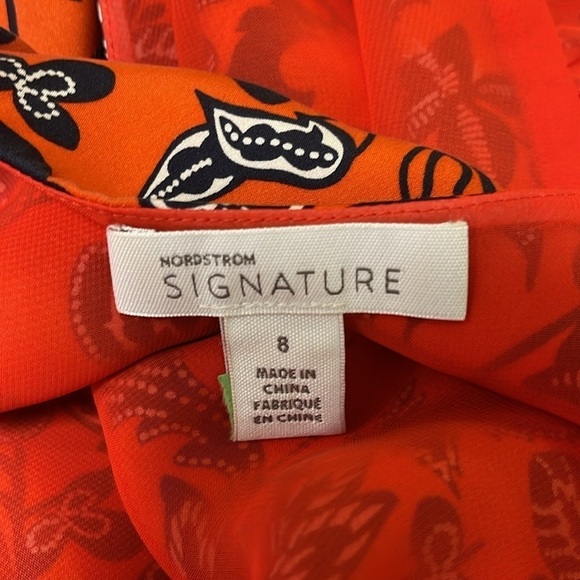 NORDSTROM
SIGNATURE
8
MADE IN
CHINA
FABRIQUÉ
EN CHINE